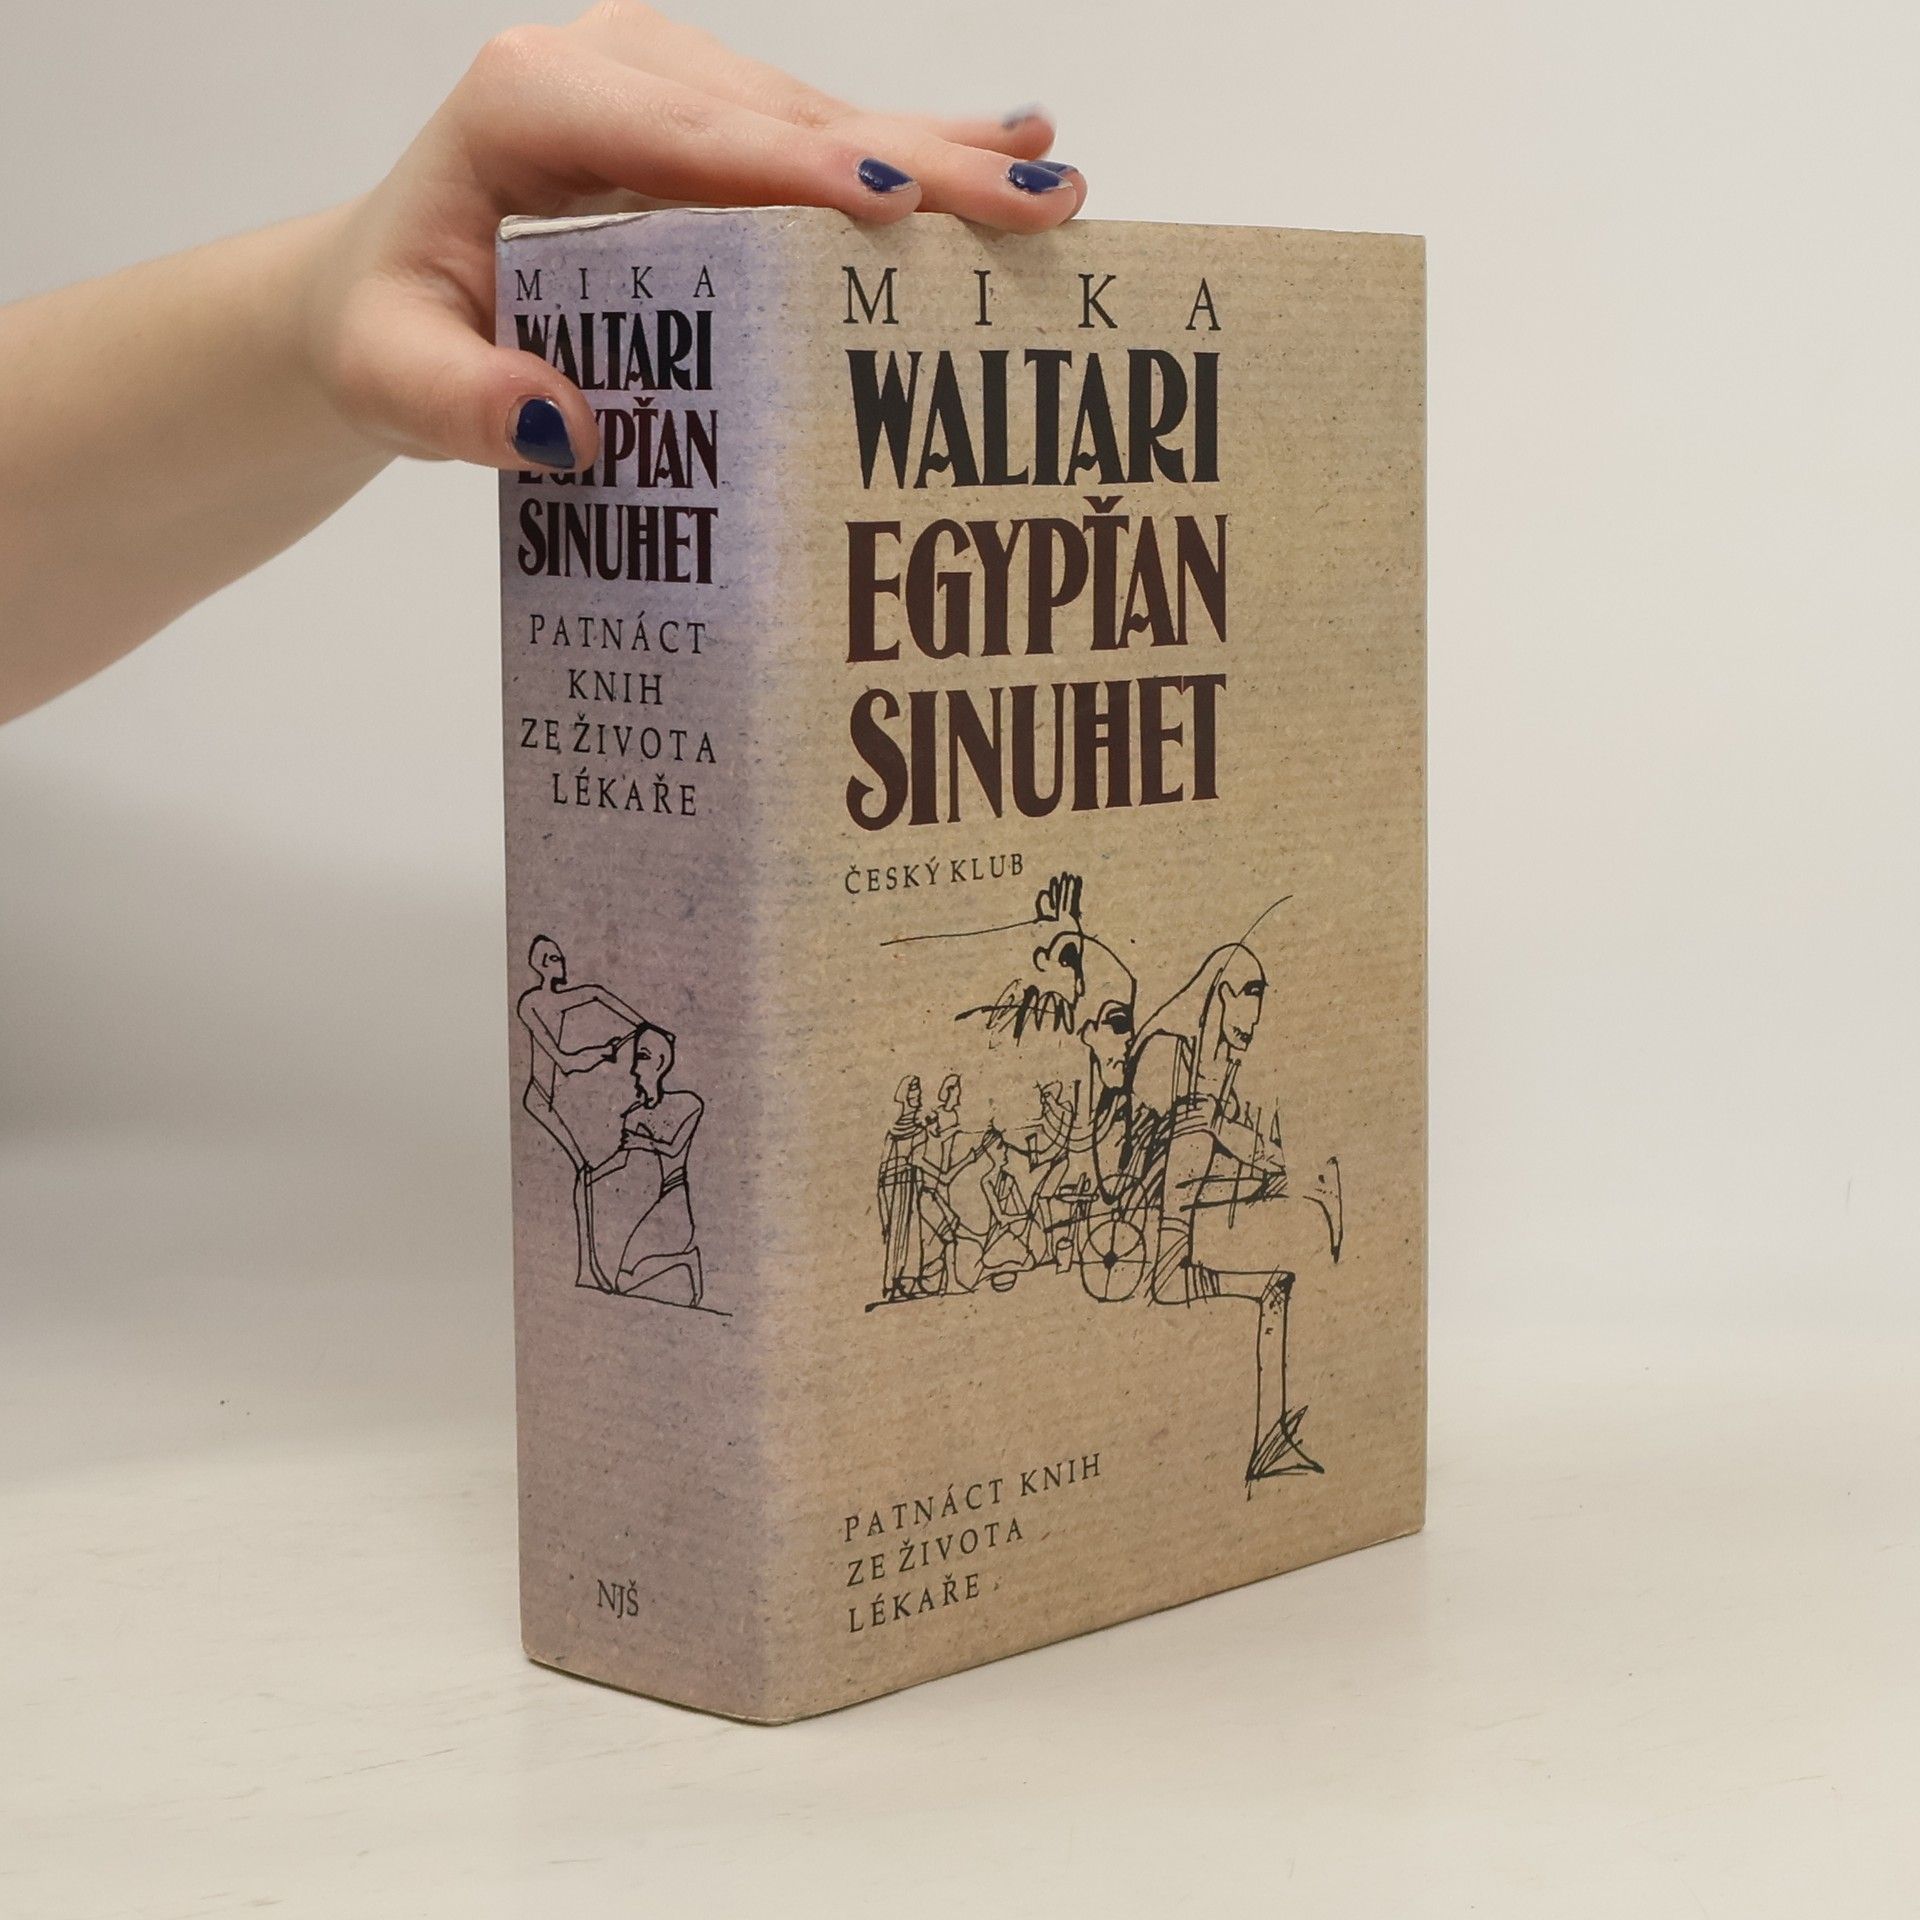 MIKA
WALTARI
EGYPŤAN
SINUHET
PATNÁCT
KNIH
ZE ŽIVOTA
LÉKAŘE
NJŠ
MIKA
WALTARI
EGYPŤAN
SINUHET
ČESKÝ KLUB
PATNÁCT KNIH
ZE ŽIVOTA
LÉKAŘE